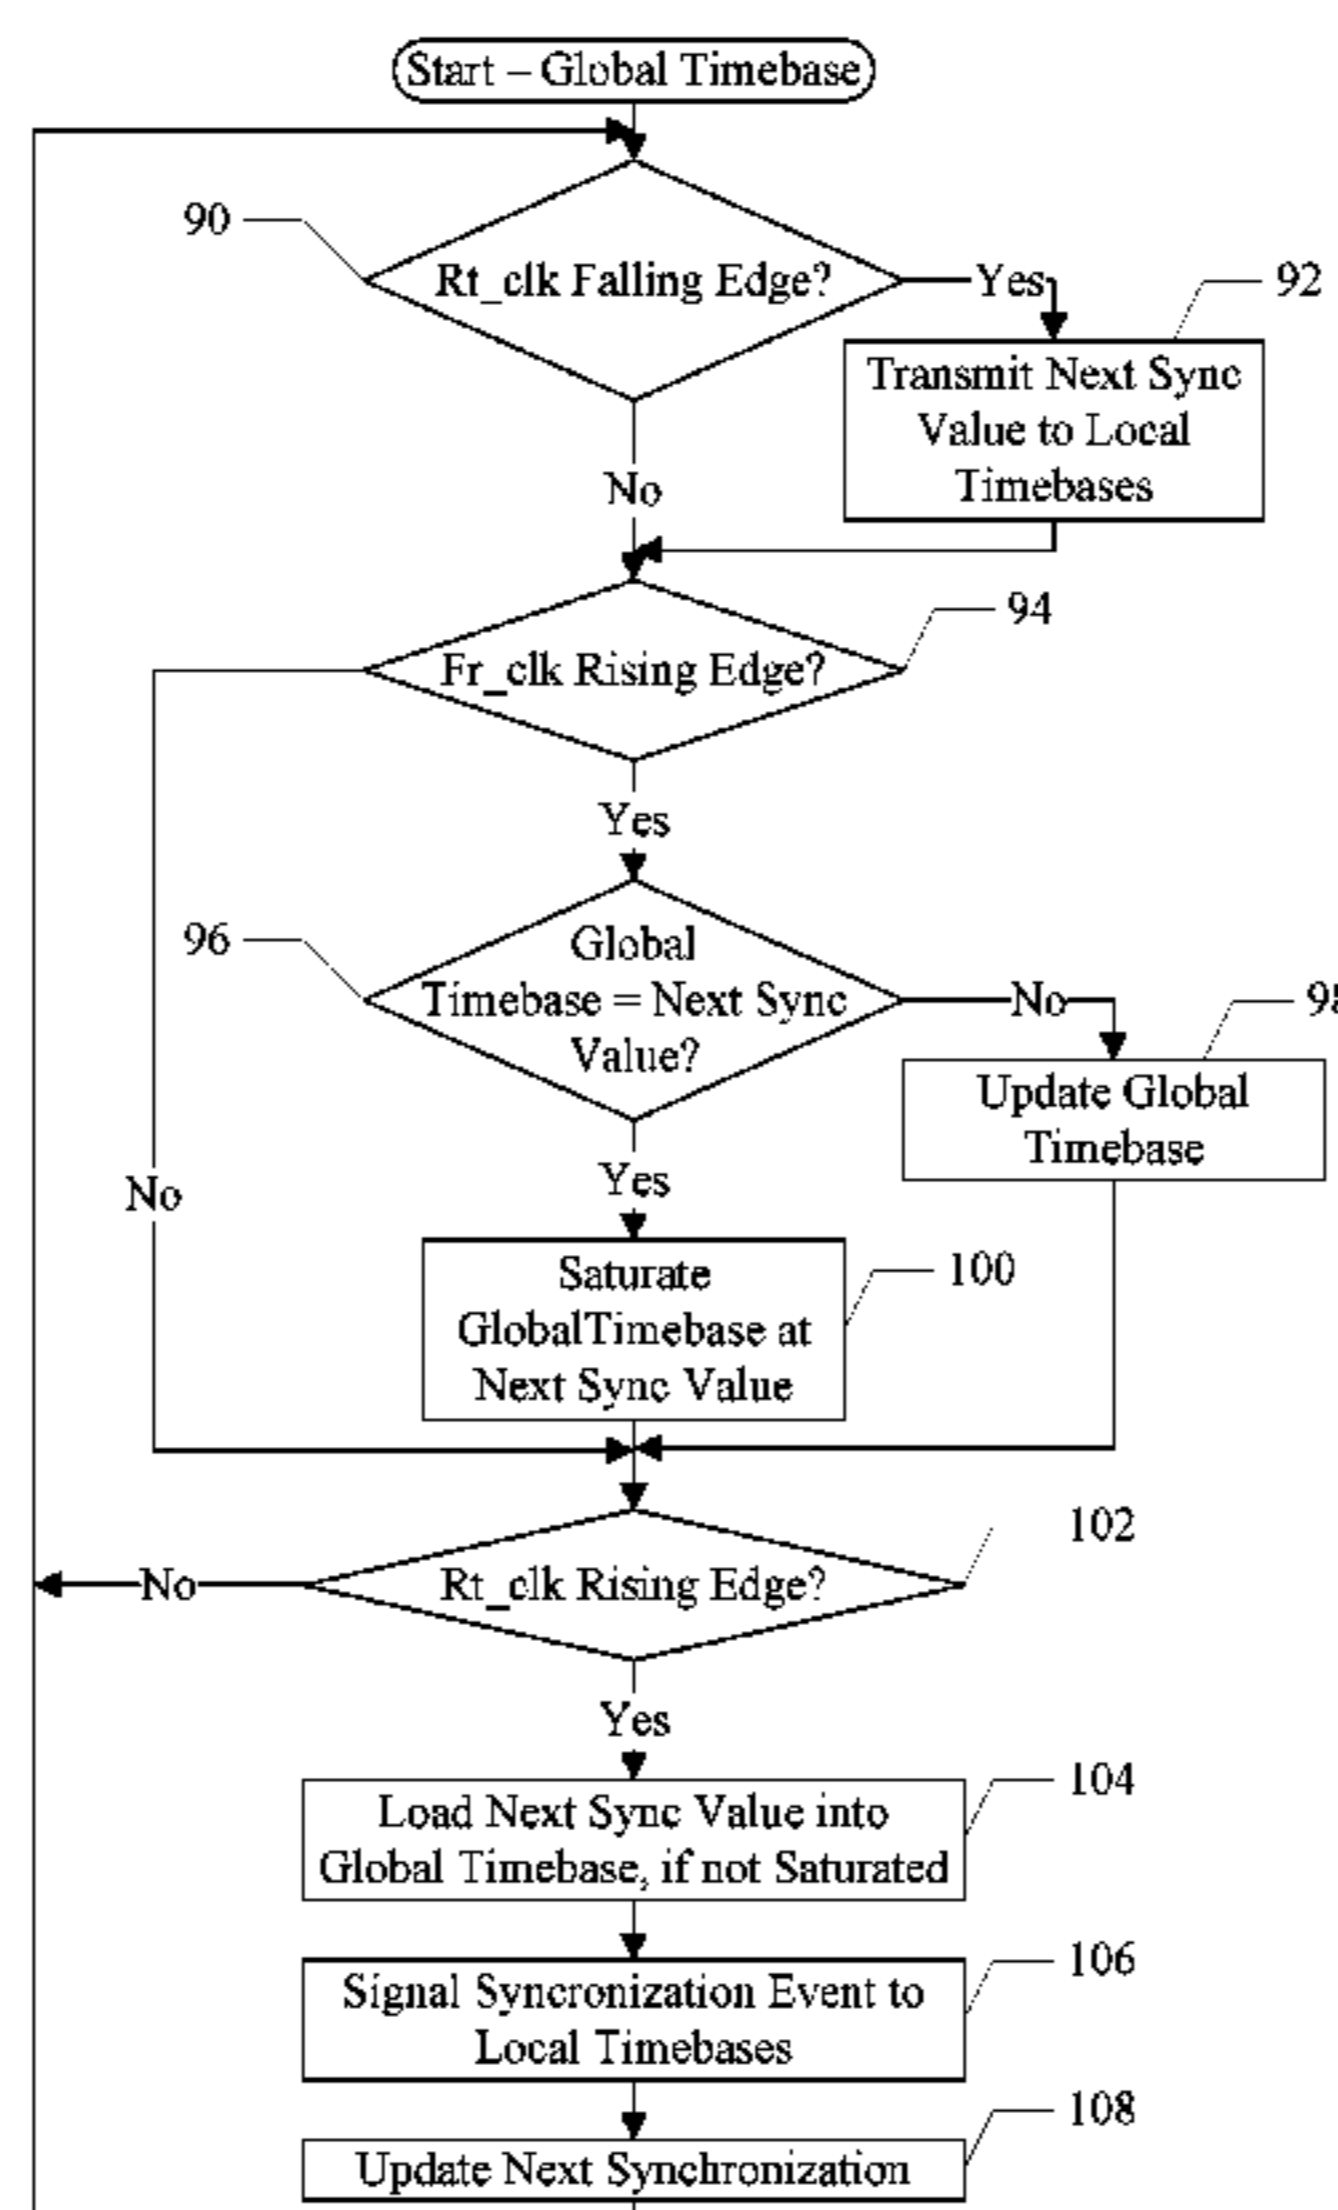 Start – Global Timebase
90
Rt_clk Falling Edge?
Yes
92
Transmit Next Sync
Value to Local
Timebases
No
94
Fr_clk Rising Edge?
Yes
96
Global
Timebase = Next Sync
Value?
No
Update Global
Timebase
No
Yes
Saturate
GlobalTimebase at
Next Sync Value
100
102
Rt_clk Rising Edge?
No
Yes
Load Next Sync Value into
Global Timebase, if not Saturated
104
Signal Syncronization Event to
Local Timebases
106
108
Update Next Synchronization